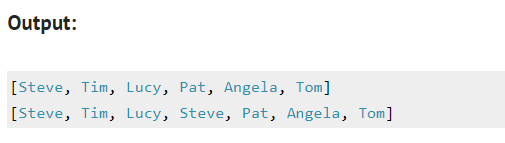 Output:
[Steve, Tim, Lucy, Pat, Angela, Tom]
[Steve, Tim, Lucy, Steve, Pat, Angela, Tom]